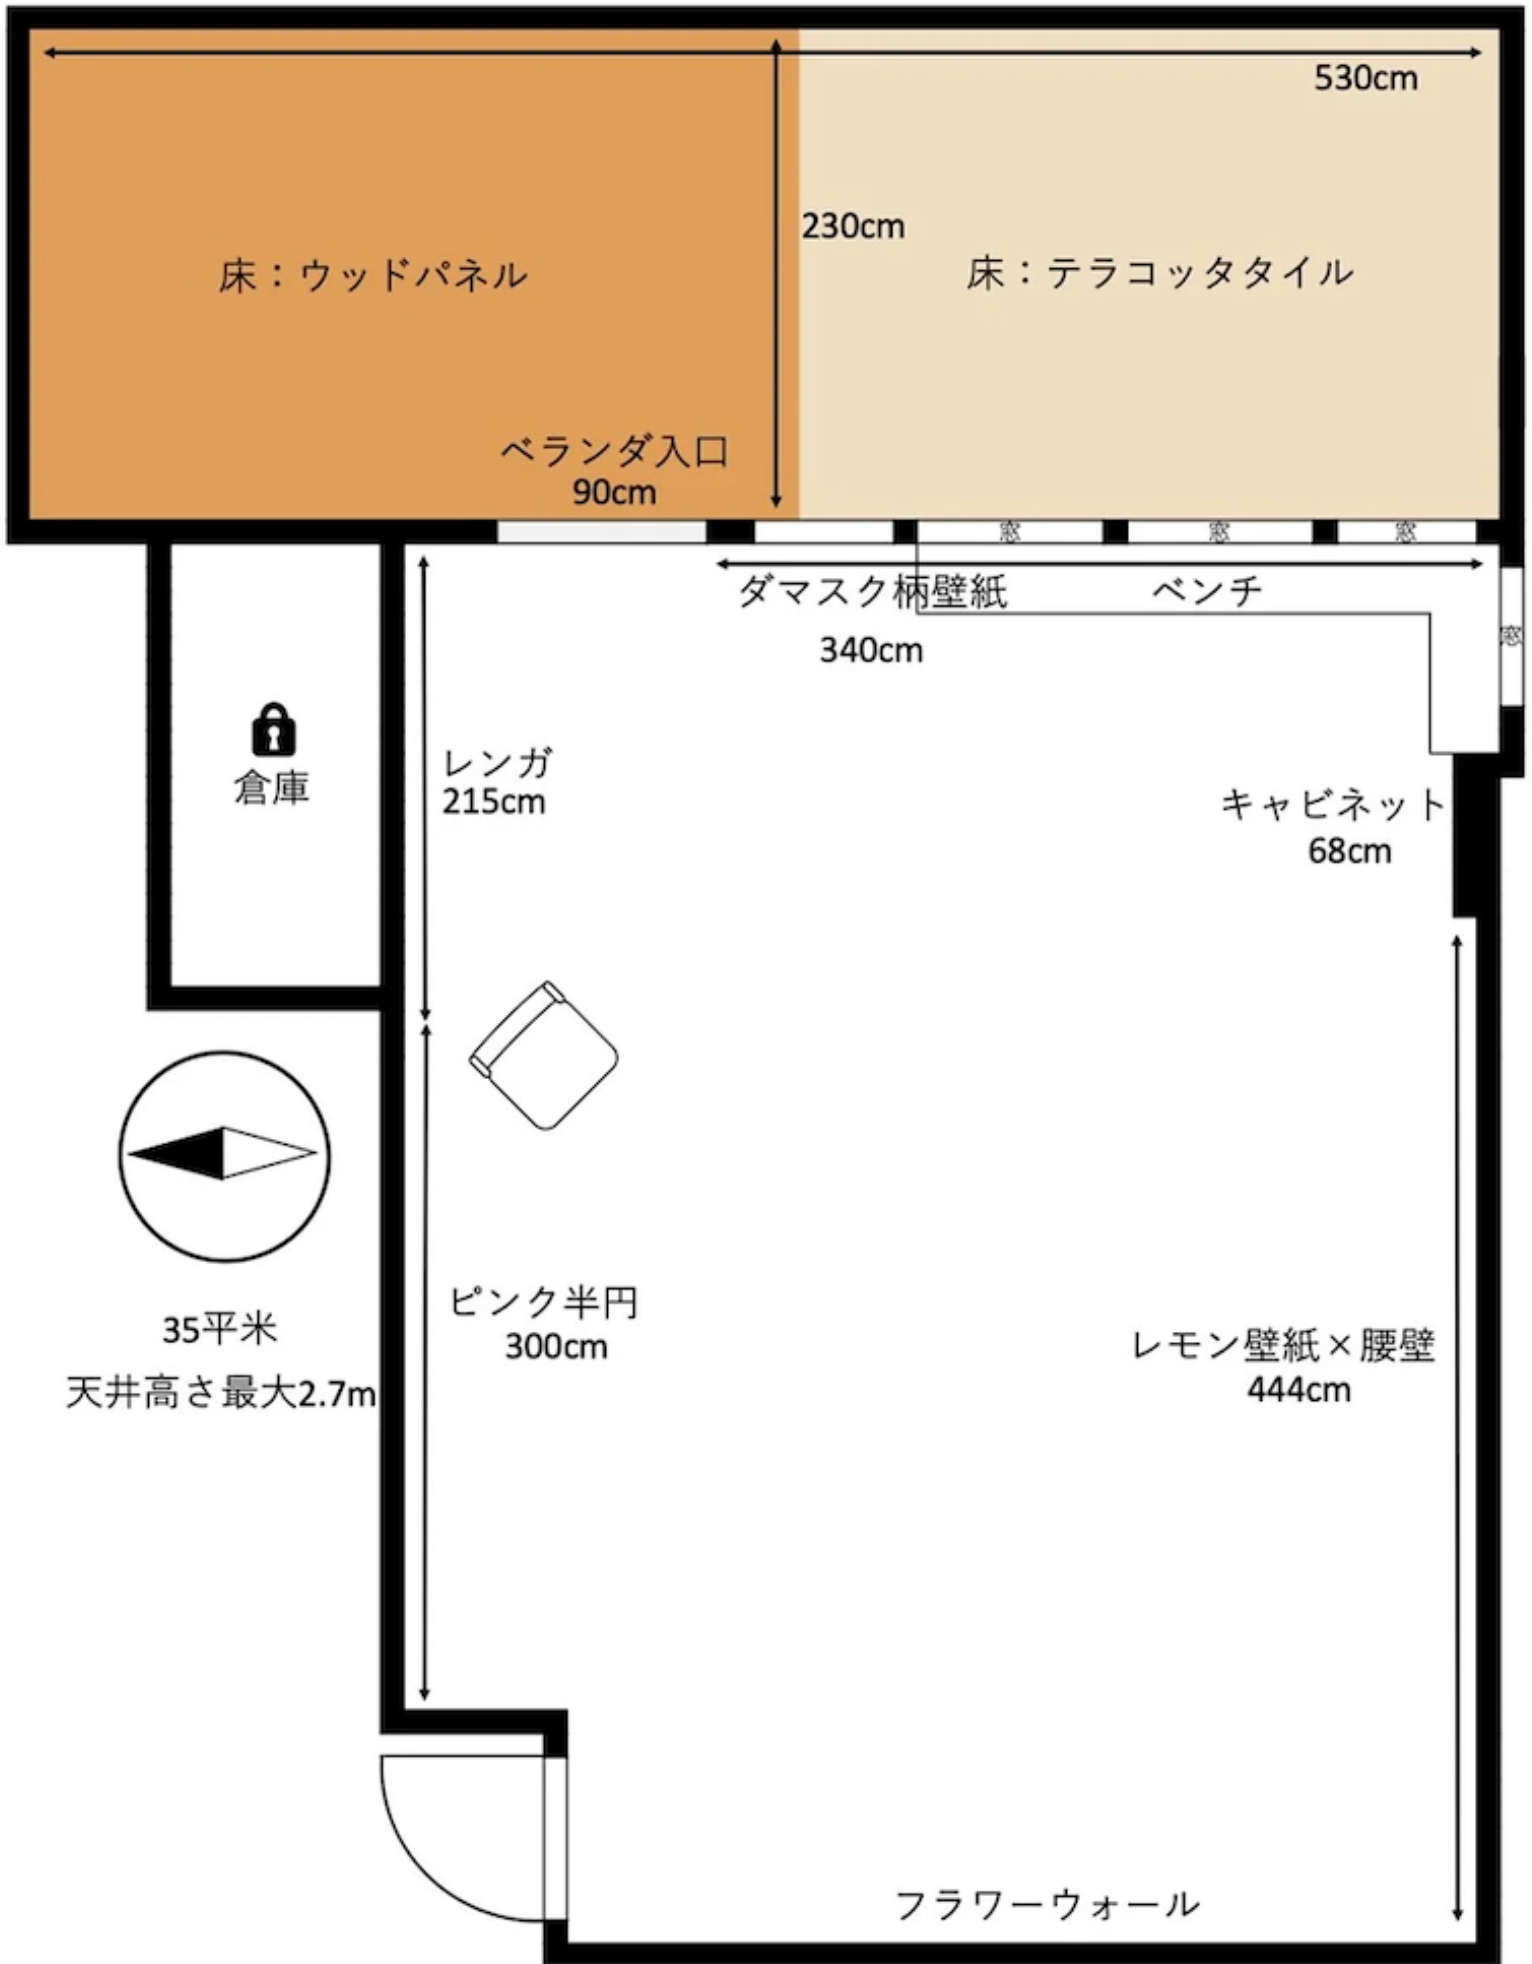 530cm
230cm
床：ウッドパネル
床：テラコッタタイル
ベランダ入口
90cm
窓
窓
窓
ダマスク柄壁紙
ベンチ
窓
340cm
倉庫
レンガ
215cm
キャビネット
68cm
35平米
天井高さ最大2.7m
ピンク半円
300cm
レモン壁紙×腰壁
444cm
フラワーウォール